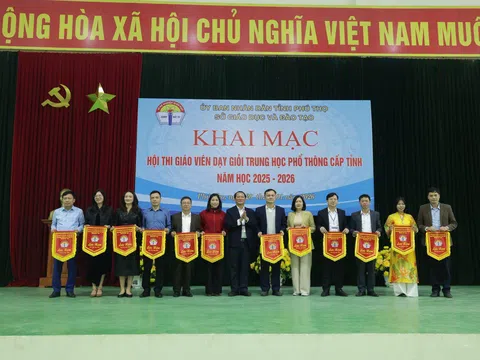 CỘNG HÒA XÃ HỘI CHỦ NGHĨA VIỆT NAM MUÔ
ỦY BAN NHÂN DÂN TỈNH PHÚ THỌ
SỞ GIÁO DỤC VÀ ĐÀO TẠO
KHAI MẠC
HỘI THI GIÁO VIÊN DẠY GIỎI TRUNG HỌC PHỔ THÔNG CẤP TỈNH
NĂM HỌC 2025 - 2026